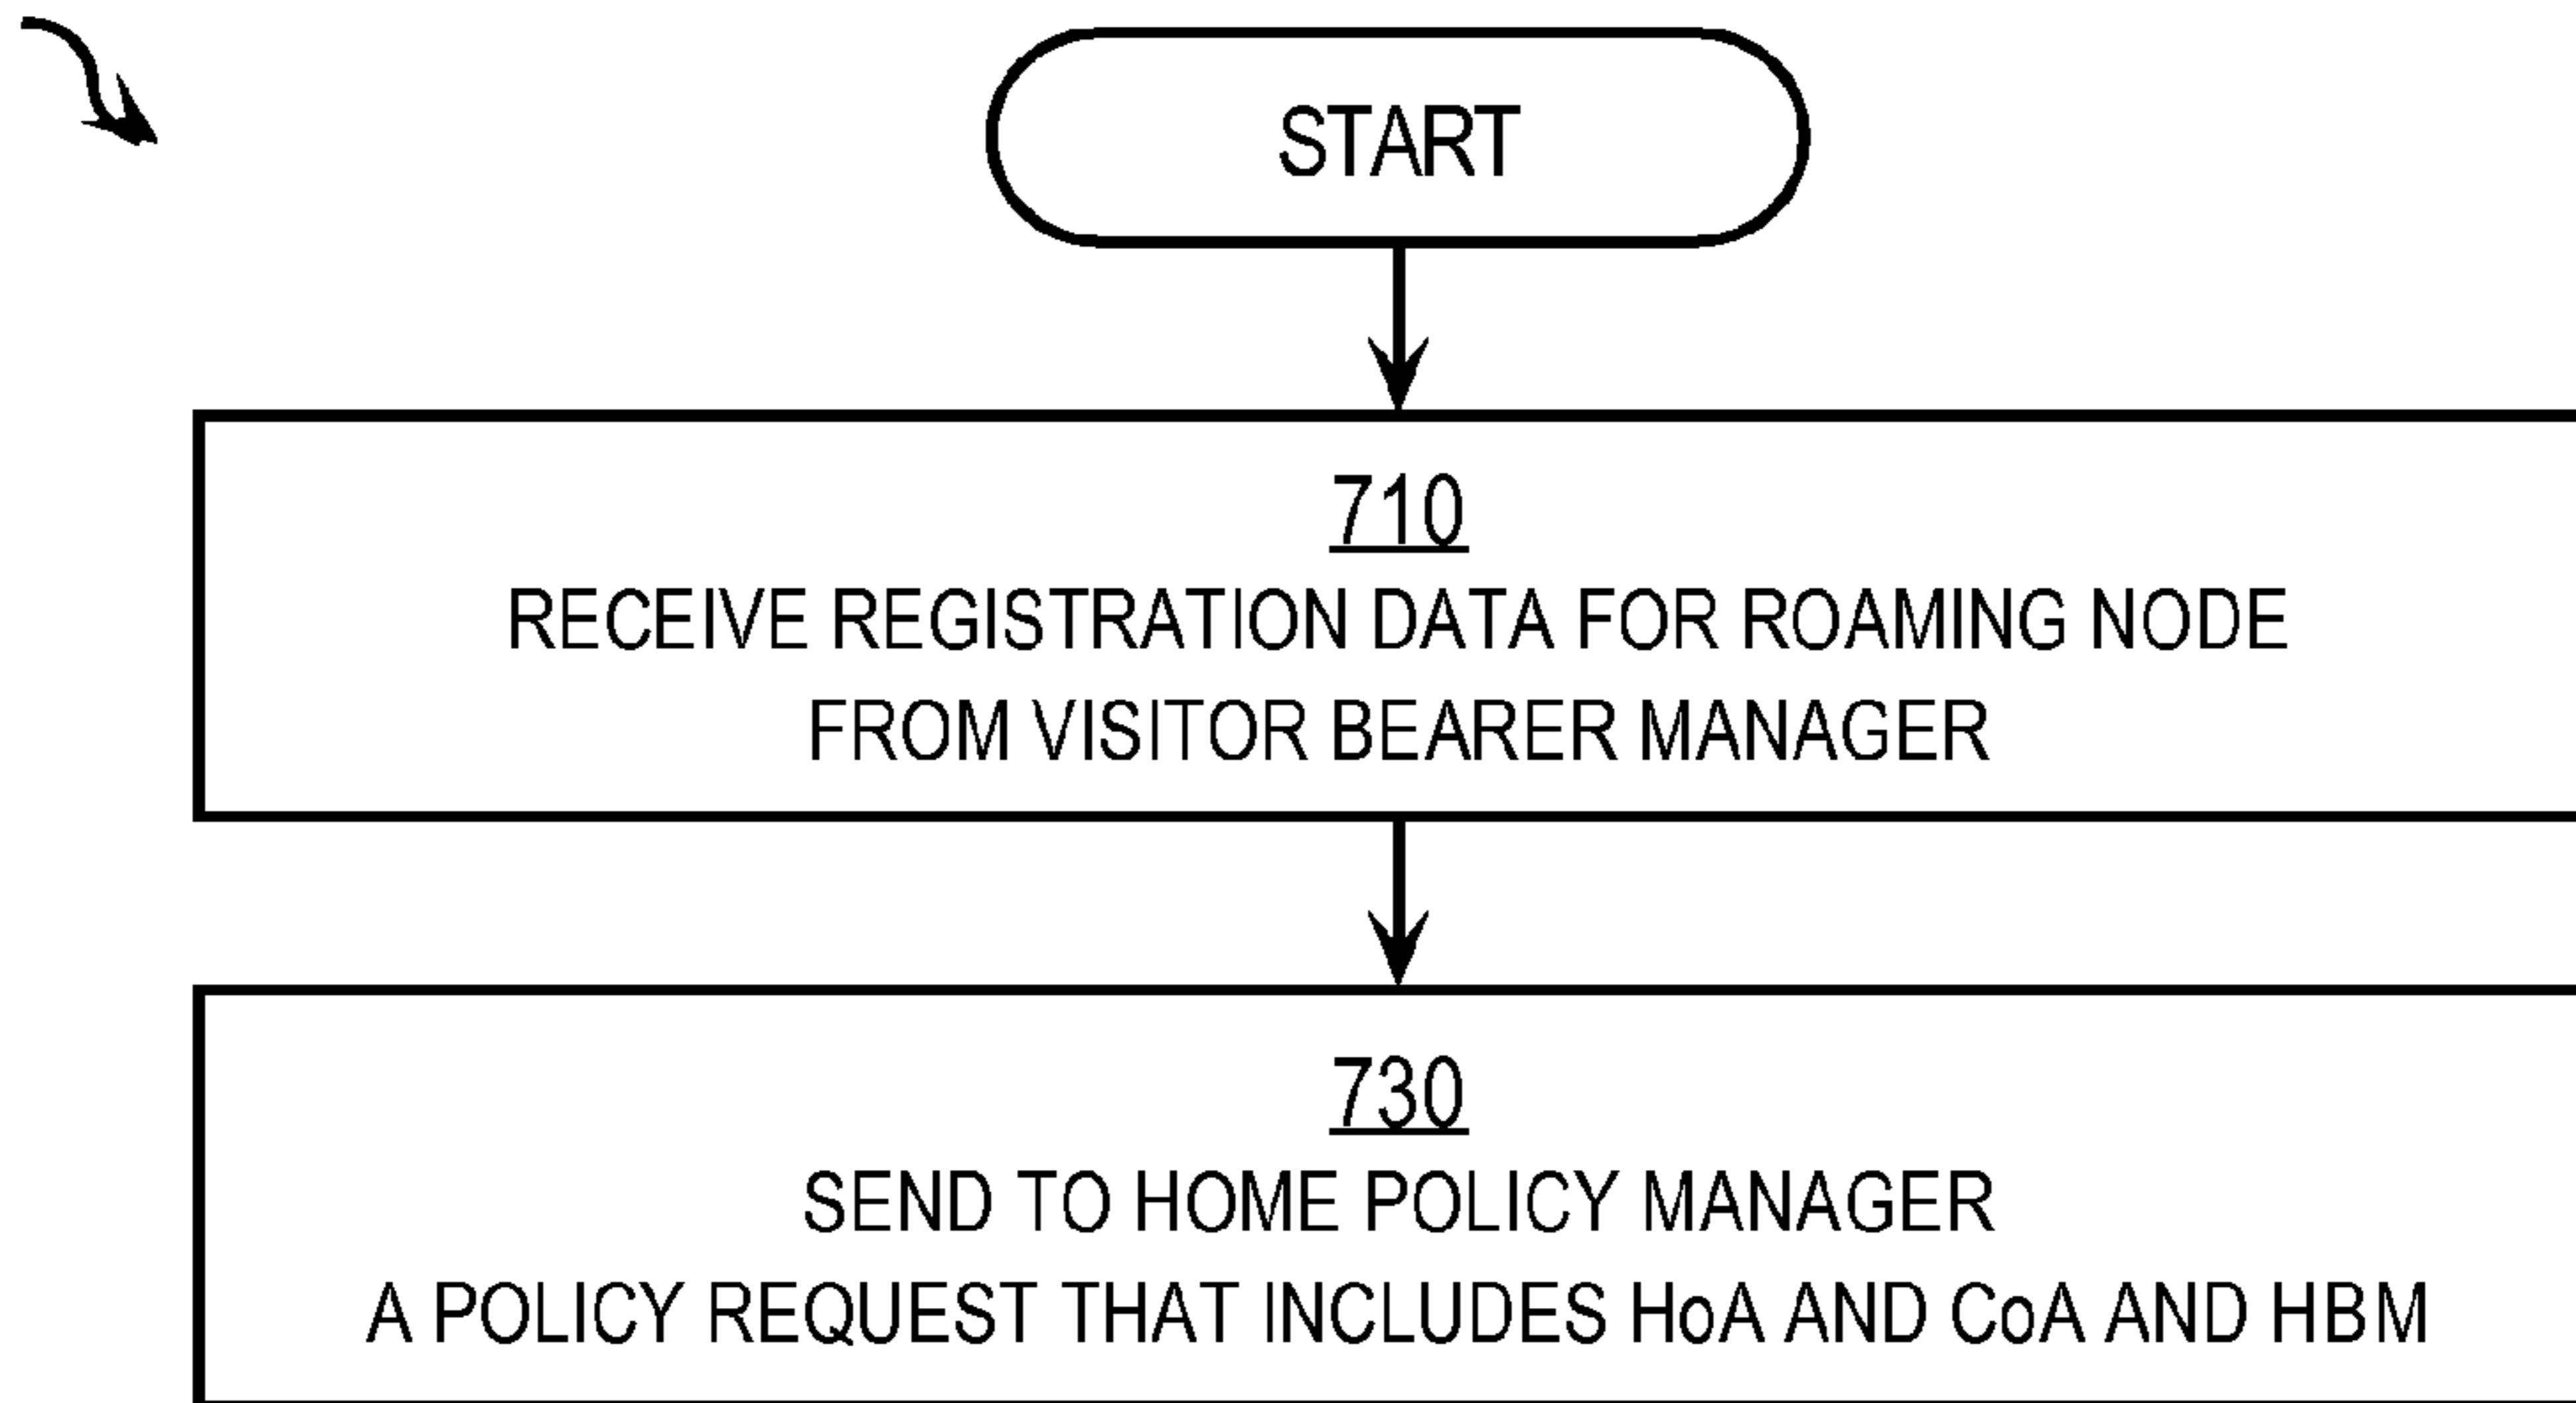 START
710
RECEIVE REGISTRATION DATA FOR ROAMING NODE
FROM VISITOR BEARER MANAGER
730
SEND TO HOME POLICY MANAGER
A POLICY REQUEST THAT INCLUDES HoA AND CoA AND HBM